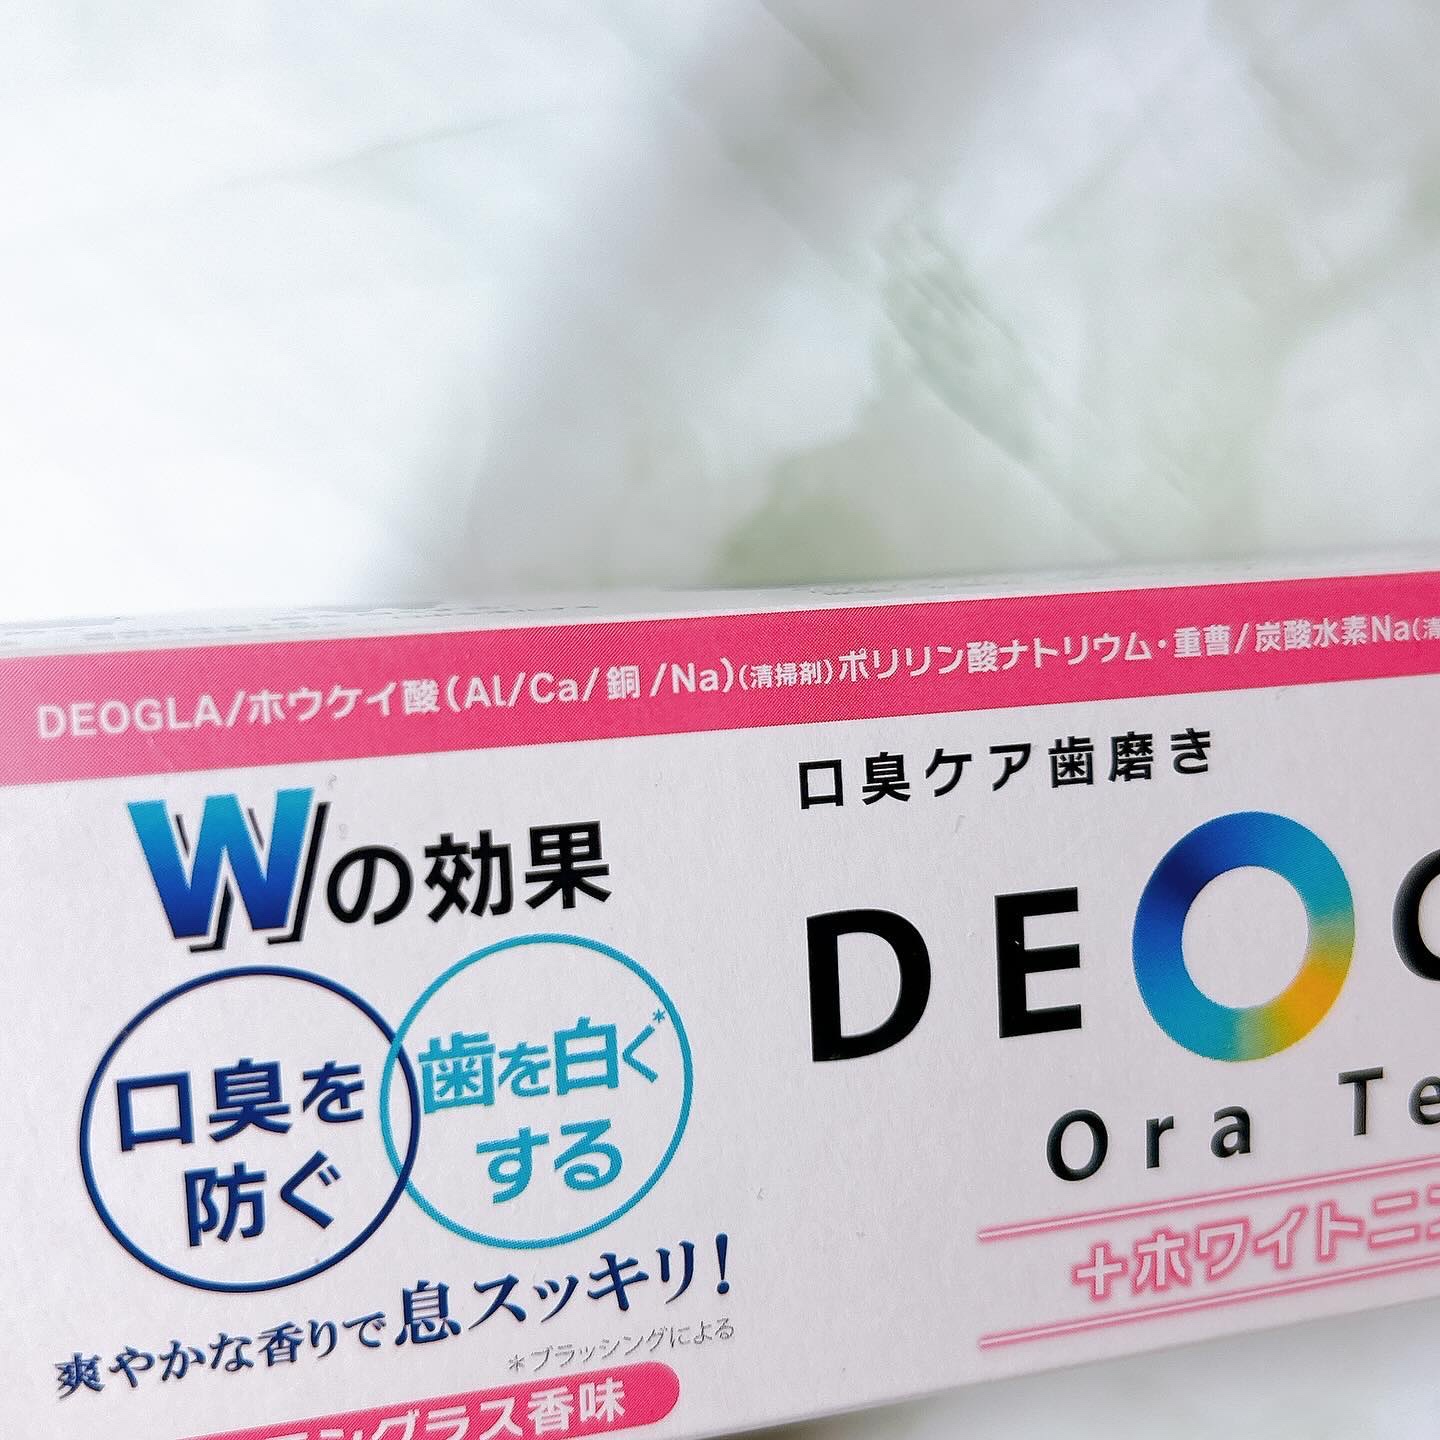 DEOGLA/ホウケイ酸(Al/Ca/銅/Na)(清掃剤)ポリリン酸ナトリウム・重曹/炭酸水素Na(清
Wの効果
口臭を
防ぐ
歯を白く*
する
爽やかな香りで息スッキリ!
*ブラッシングによる
ングラス香味
口臭ケア歯磨き
DEO
Ora Te
+ホワイトニ